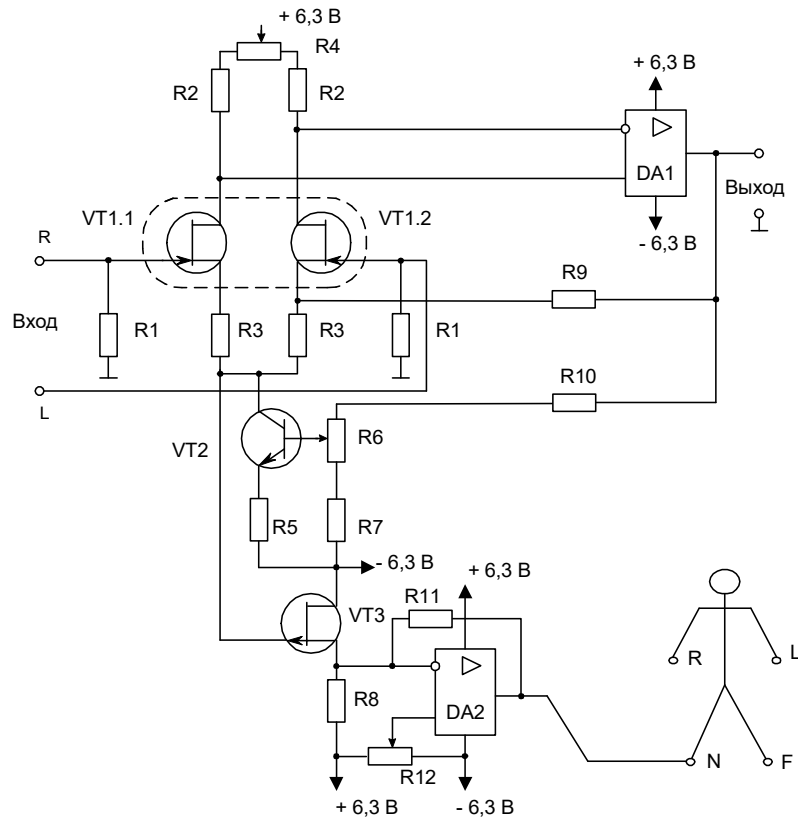 + 6,3 В
R4
R2
R2
+ 6,3 В
DA1
Выход
- 6,3 В
VT1.1
VT1.2
R
R9
Вход
R1
R3
R3
R1
L
R10
VT2
R6
R5
R7
- 6,3 В
+ 6,3 В
VT3
R11
R
L
R8
DA2
R12
N
F
+ 6,3 В
- 6,3 В